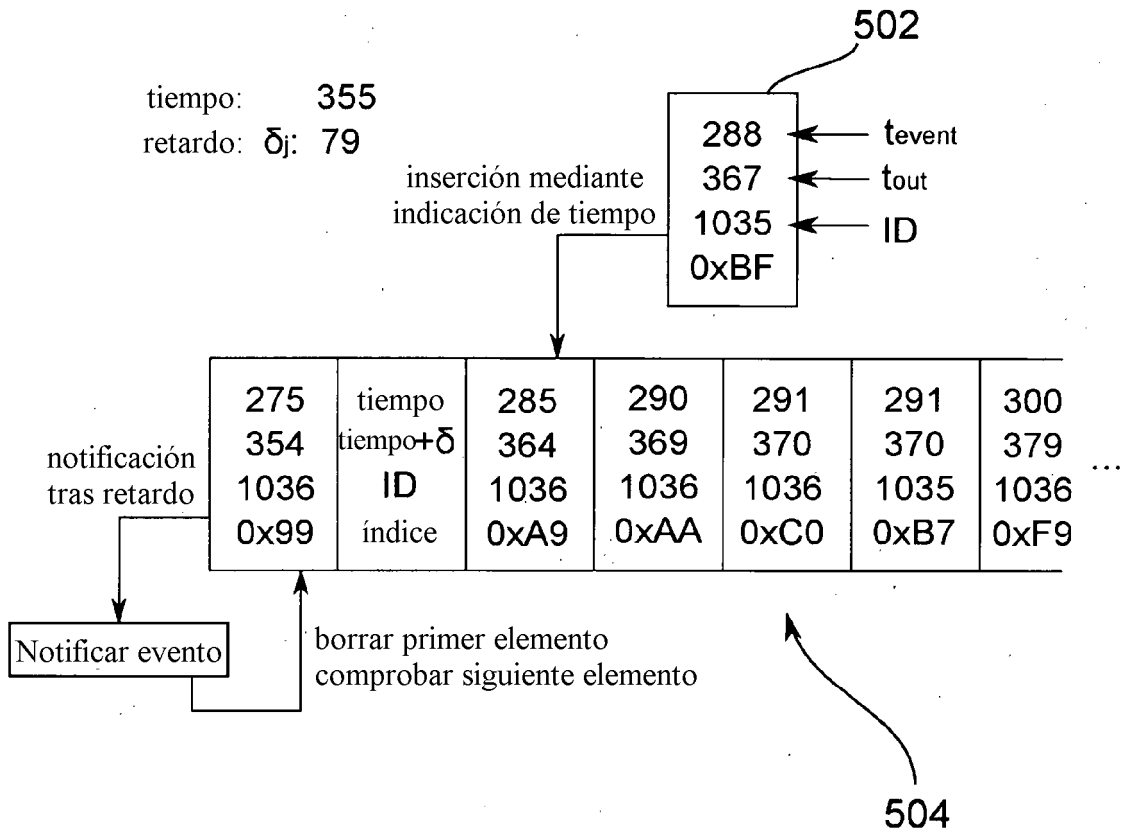 502
tiempo: 355
retardo: δj: 79
288
367
1035
0xBF
tevent
tout
ID
inserción mediante
indicación de tiempo
275
354
1036
0x99
tiempo
tiempo+δ
ID
índice
285
364
1036
0xA9
290
369
1036
0xAA
291
370
1036
0xC0
291
370
1035
0xB7
300
379
1036
0xF9
...
notificación
tras retardo
Notificar evento
borrar primer elemento
comprobar siguiente elemento
504